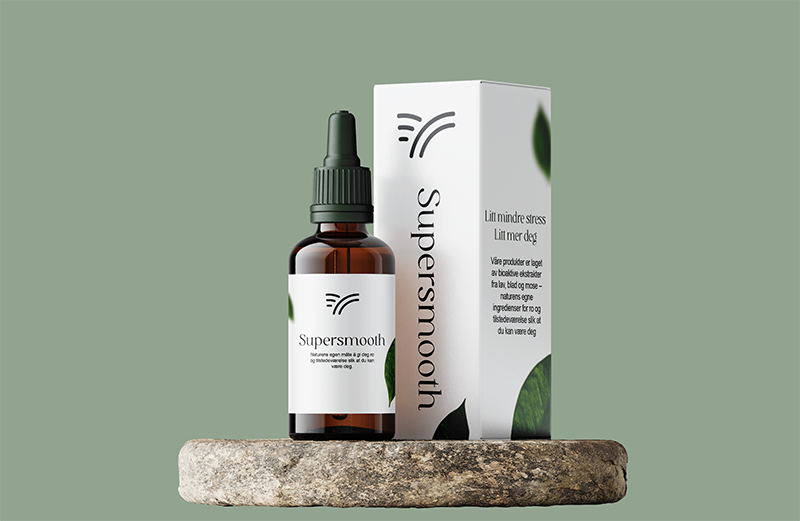 Supersmooth
Naturens egen måte å gi deg ro
og tilstedeværelse slik at du kan
være deg.
Supersmooth
Litt mindre stress
Litt mer deg
Våre produkter er laget
av bioaktive ekstrakter
fra løv, blad og mose –
naturens egne
ingredienser for ro og
tilstedeværelse slik at
du kan være deg